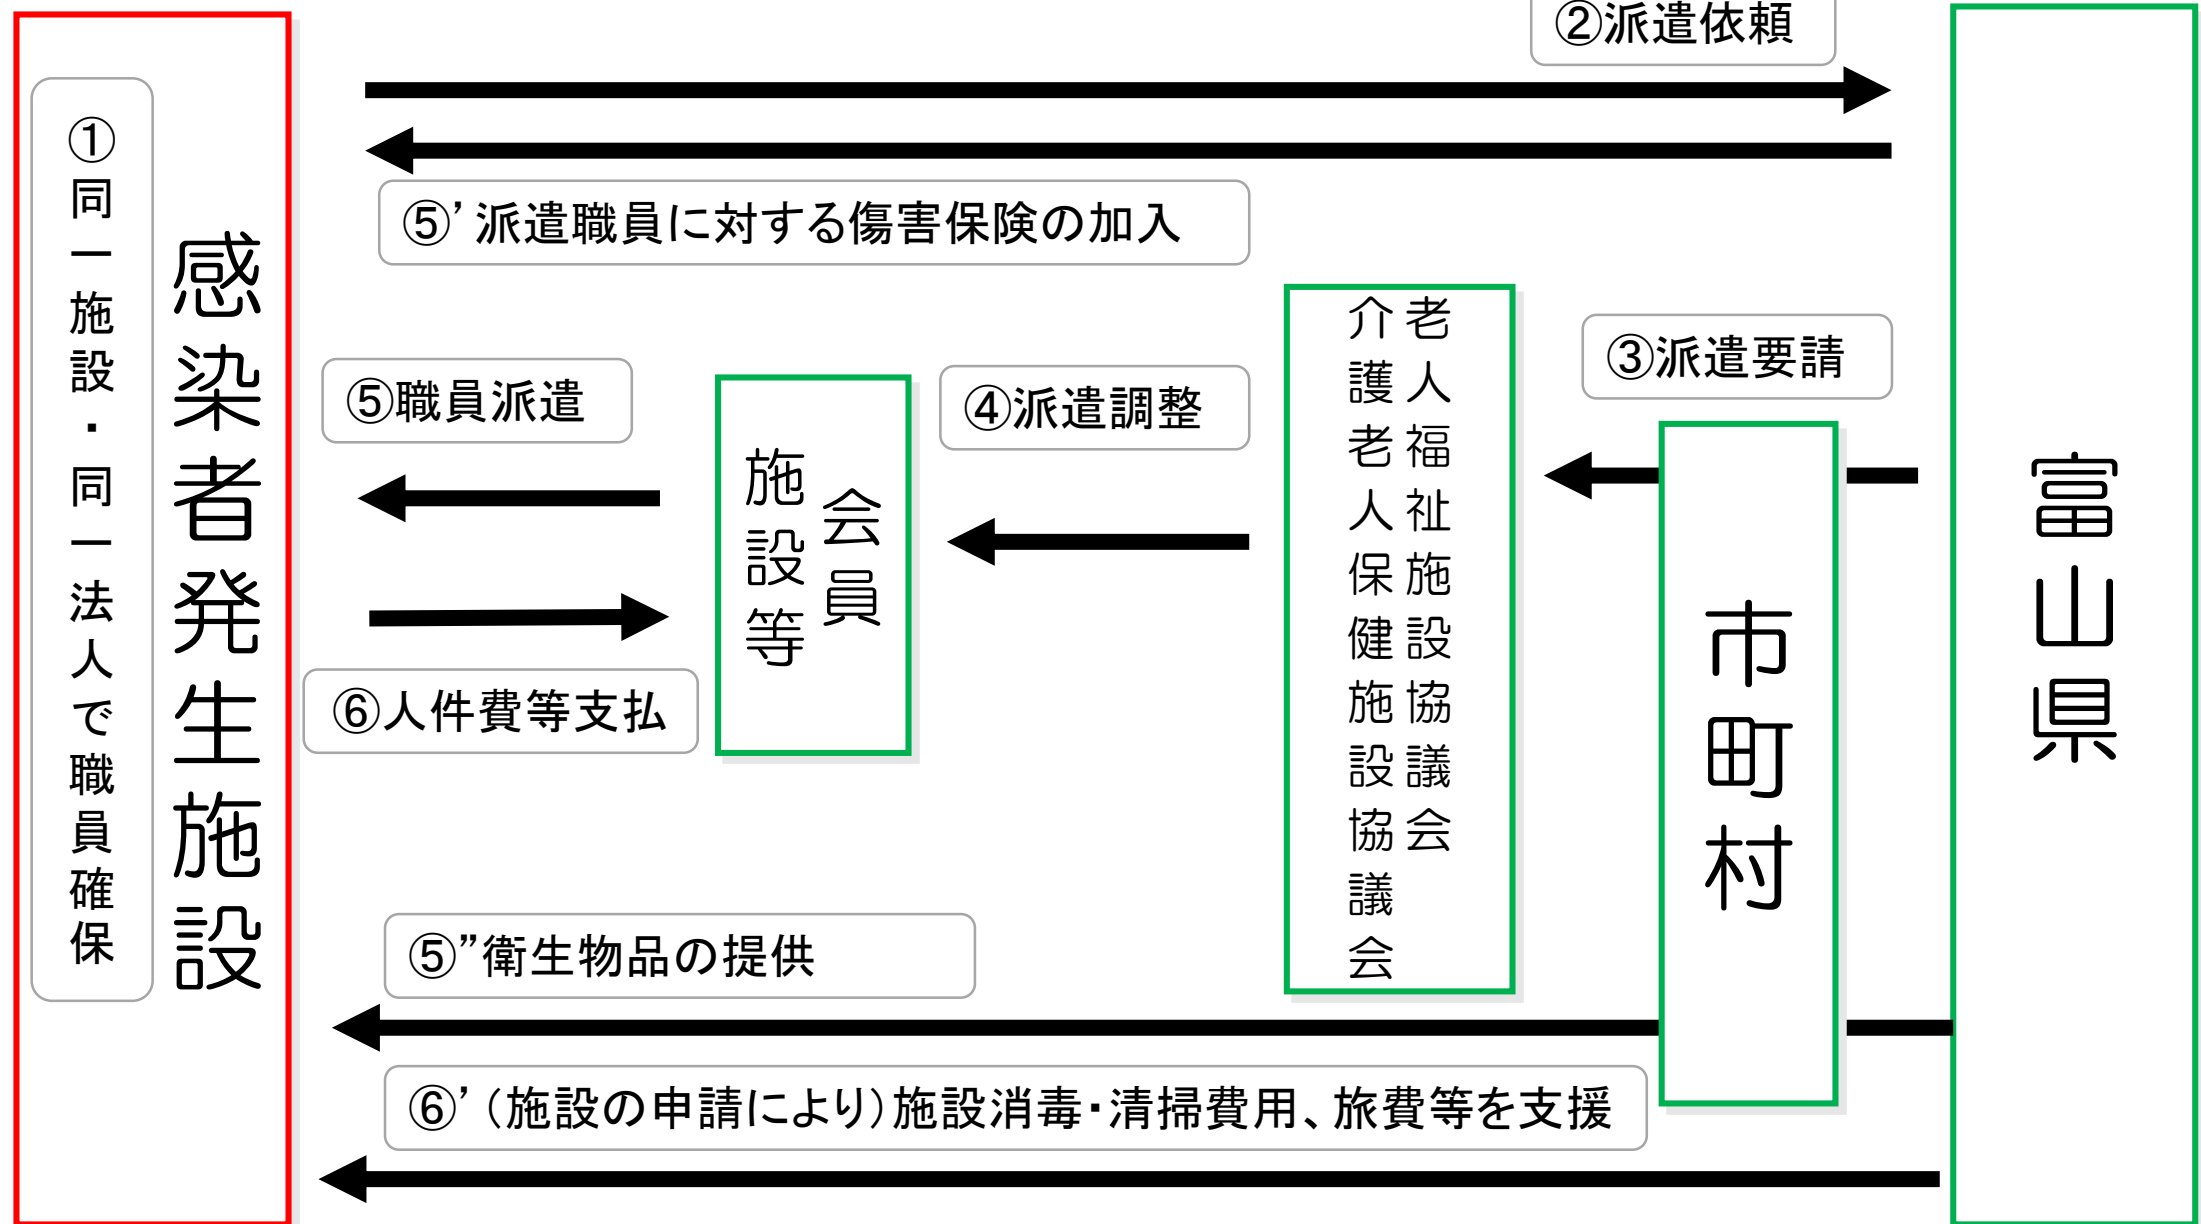 ②派遣依頼
①同一施設・同一法人で職員確保
感染者発生施設
⑤’派遣職員に対する傷害保険の加入
⑤職員派遣
⑥人件費等支払
会員
施設等
④派遣調整
老人福祉施設協議会
介護老人保健施設協議会
③派遣要請
市町村
富山県
⑤”衛生物品の提供
⑥’（施設の申請により）施設消毒・清掃費用、旅費等を支援